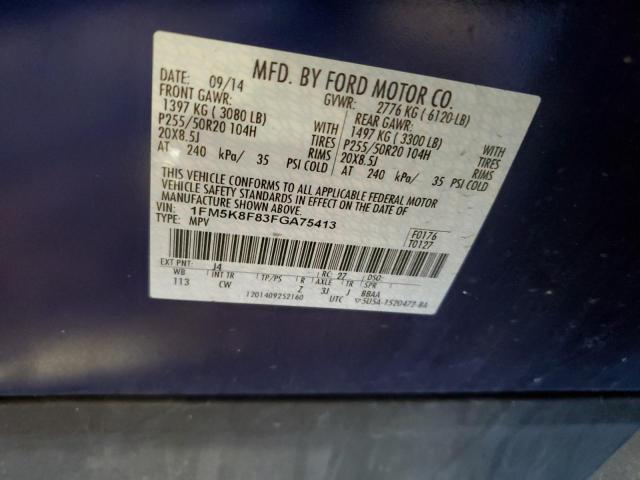 MFD. BY FORD MOTOR CO.
DATE: 09/14 GVWR: 2776 KG ( 6120-LB)
FRONT GAWR: REAR GAWR:
1397 KG ( 3080 LB) WITH 1497 KG ( 3300 LB) WITH
P255/50R20 104H TIRES P255/50R20 104H TIRES
20X8.5J RIMS 20X8.5J RIMS
AT 240 kPa/ 35 PSI COLD AT 240 kPa/ 35 PSI COLD
THIS VEHICLE CONFORMS TO ALL APPLICABLE FEDERAL MOTOR
VEHICLE SAFETY STANDARDS IN EFFECT ON THE DATE OF
MANUFACTURE SHOWN ABOVE.
VIN: 1FM5K8F83FGA75413 F0176
TYPE: MPV T0127
EXT PNT: J4 RC: 27 DSO:
WB INT TR TP/PS R AXLE TR SPR
113 CW Z 3J J BBAA
1201409252160 UTC 5U5A-1520472-BA